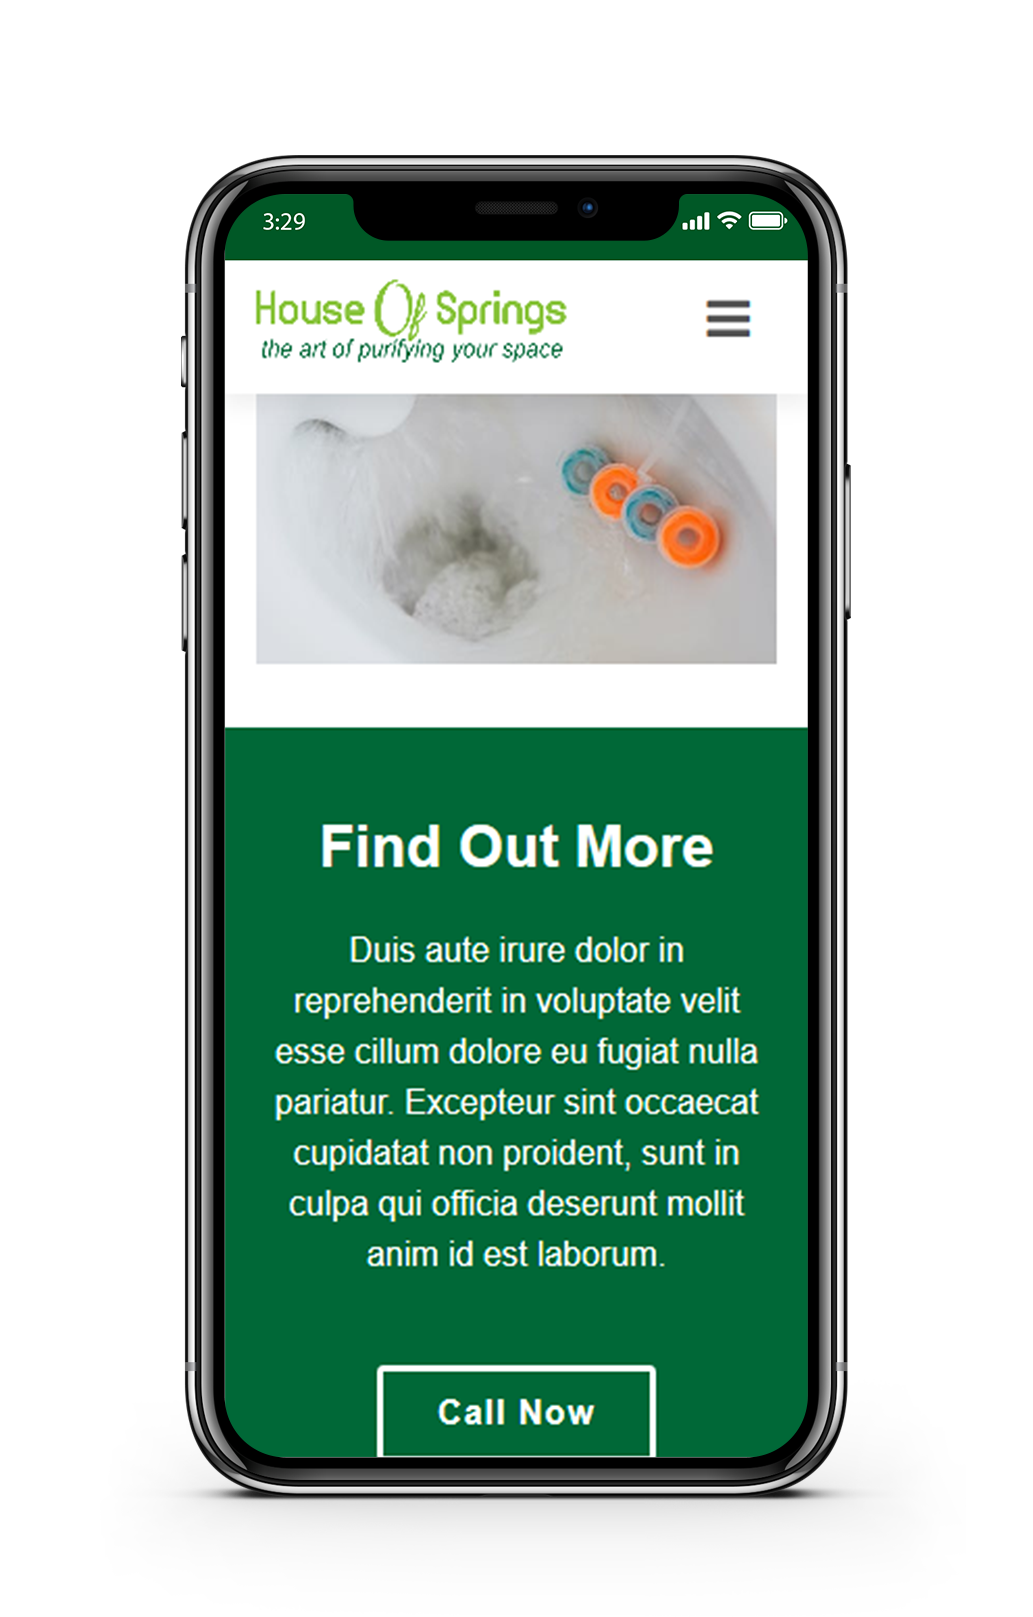 3:29
House Of Springs
the art of purifying your space
Find Out More
Duis aute irure dolor in
reprehenderit in voluptate velit
esse cillum dolore eu fugiat nulla
pariatur. Excepteur sint occaecat
cupidatat non proident, sunt in
culpa qui officia deserunt mollit
anim id est laborum.
Call Now